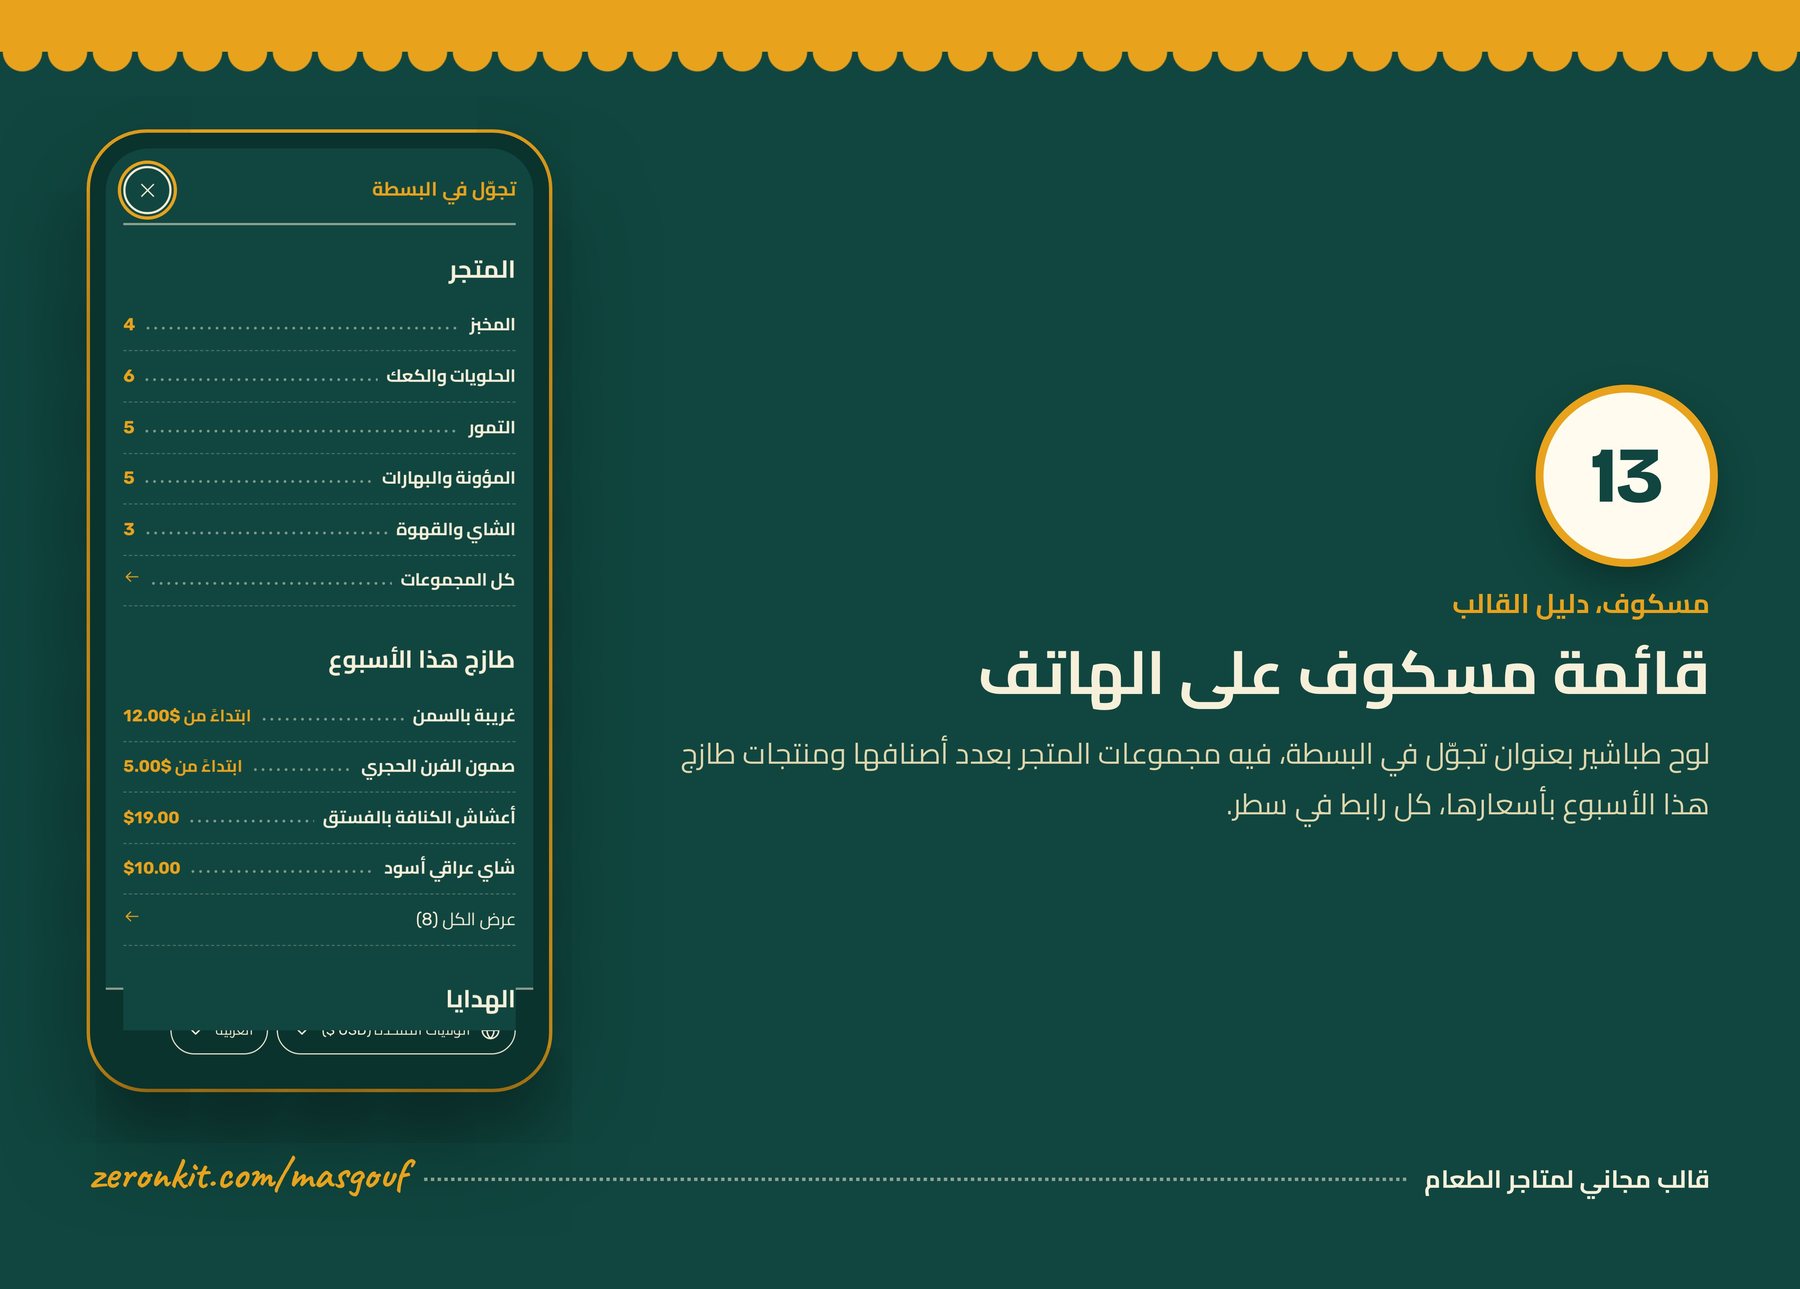 13
مسكوف، دليل القالب
قائمة مسكوف على الهاتف
لوح طباشير بعنوان تجوّل في البسطة، فيه مجموعات المتجر بعدد أصنافها ومنتجات طازج
هذا الأسبوع بأسعارها، كل رابط في سطر.
تجوّل في البسطة
المتجر
المخبز 4
الحلويات والكعك 6
التمور 5
المؤونة والبهارات 5
الشاي والقهوة 3
كل المجموعات
طازج هذا الأسبوع
غريبة بالسمن ابتداءً من $12.00
صمون الفرن الحجري ابتداءً من $5.00
أعشاش الكنافة بالفستق $19.00
شاي عراقي أسود $10.00
عرض الكل (8)
الهدايا
الولايات المتحدة (USD $) العربية
قالب مجاني لمتاجر الطعام zeronkit.com/masgouf